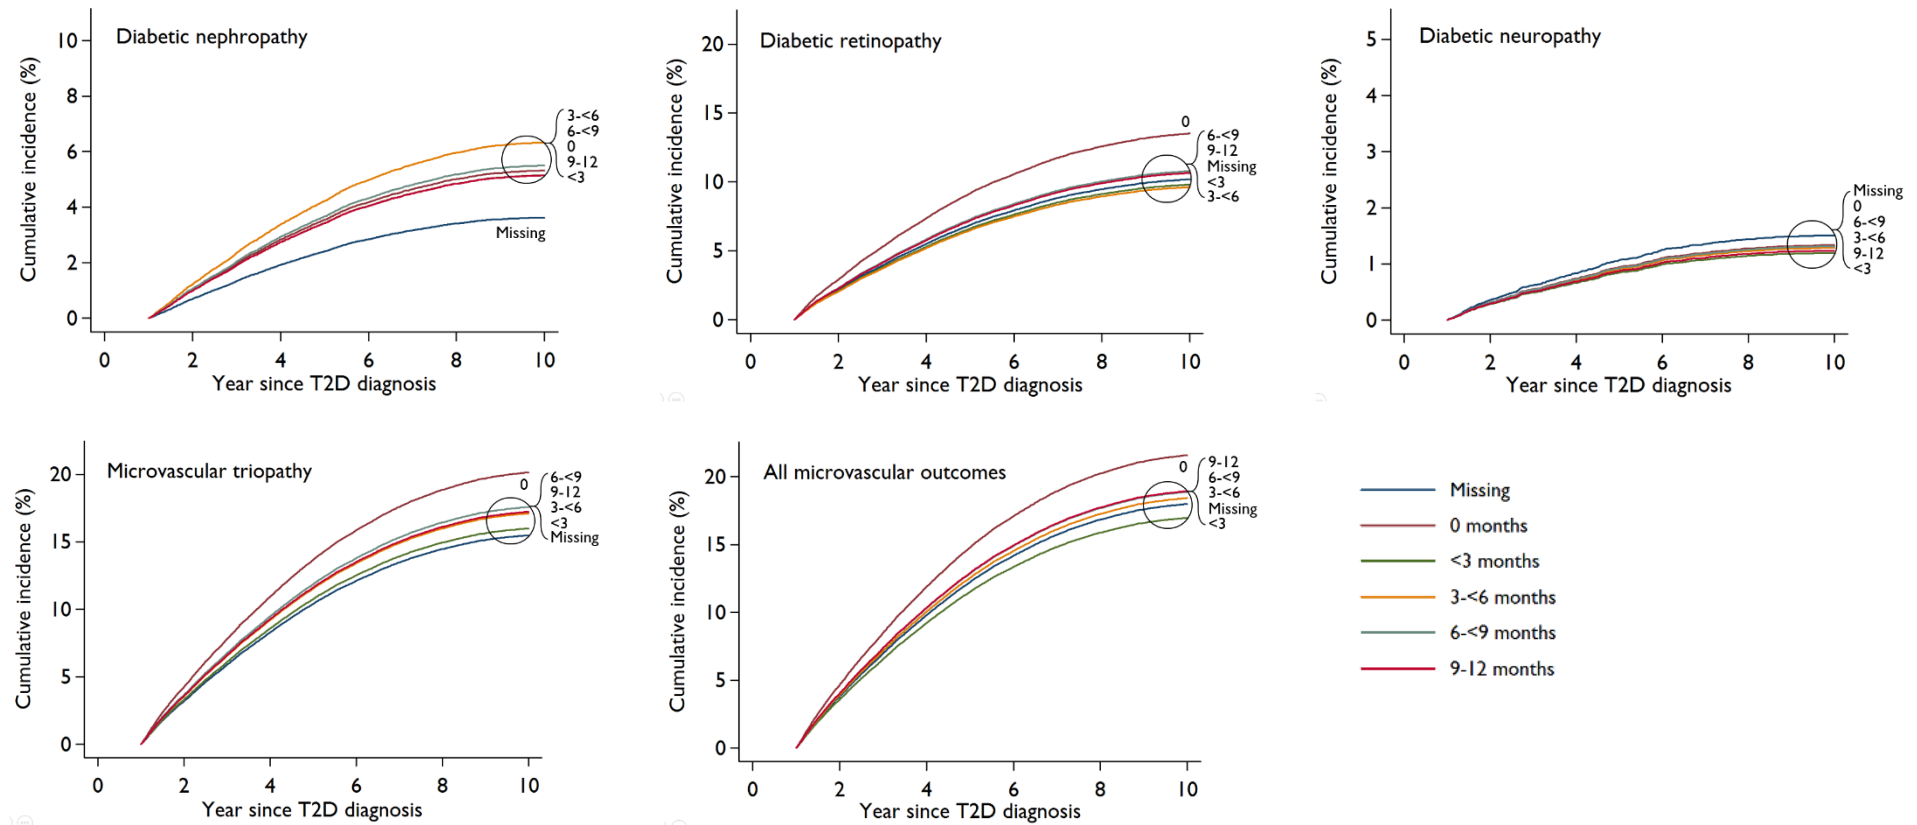 Diabetic nephropathy
Cumulative incidence (%)
10
8
6
4
2
0
3-<6
6-<9
0
9-12
<3
Missing
0 2 4 6 8 10
Year since T2D diagnosis
Diabetic retinopathy
Cumulative incidence (%)
20
15
10
5
0
0
6-<9
9-12
Missing
<3
3-<6
0 2 4 6 8 10
Year since T2D diagnosis
Diabetic neuropathy
Cumulative incidence (%)
5
4
3
2
1
0
Missing
0
6-<9
3-<6
9-12
<3
0 2 4 6 8 10
Year since T2D diagnosis
Microvascular triopathy
Cumulative incidence (%)
20
15
10
5
0
0
6-<9
9-12
3-<6
<3
Missing
0 2 4 6 8 10
Year since T2D diagnosis
All microvascular outcomes
Cumulative incidence (%)
20
15
10
5
0
0
9-12
6-<9
3-<6
Missing
<3
0 2 4 6 8 10
Year since T2D diagnosis
Missing
0 months
<3 months
3-<6 months
6-<9 months
9-12 months